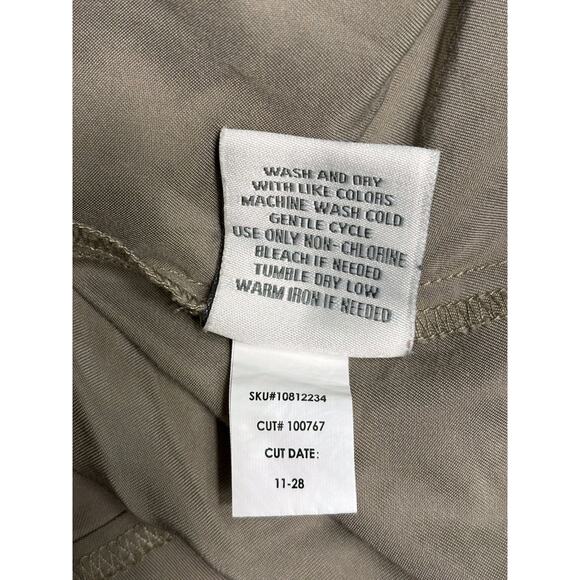 WASH AND DRY
WITH LIKE COLORS
MACHINE WASH COLD
GENTLE CYCLE
USE ONLY NON-CHLORINE
BLEACH IF NEEDED
TUMBLE DRY LOW
WARM IRON IF NEEDED
SKU#10812234
CUT# 100767
CUT DATE:
11-28